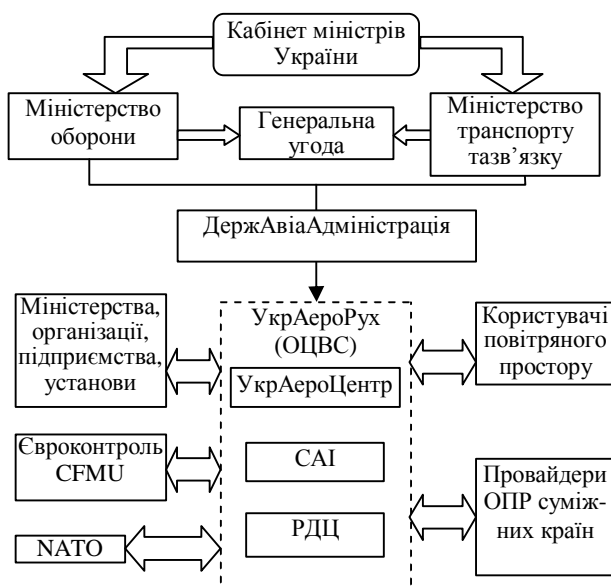 Кабінет міністрів
України
Міністерство
оборони
Генеральна
угода
Міністерство
транспорту
тазв’язку
ДержАвіаАдміністрація
Міністерства,
організації,
підприємства,
установи
УкрАероРух
(ОЦВС)
УкрАероЦентр
Користувачі
повітряного
простору
Євроконтроль
CFMU
САІ
Провайдери
ОПР суміж-
них країн
NATO
РДЦ